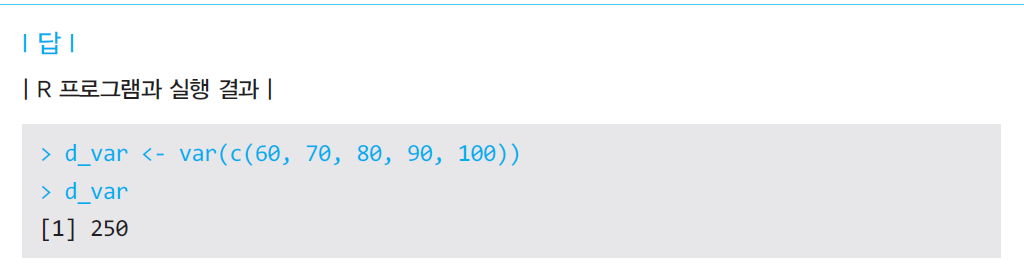 | 답 |
| R 프로그램과 실행 결과 |
> d_var <- var(c(60, 70, 80, 90, 100))
> d_var
[1] 250